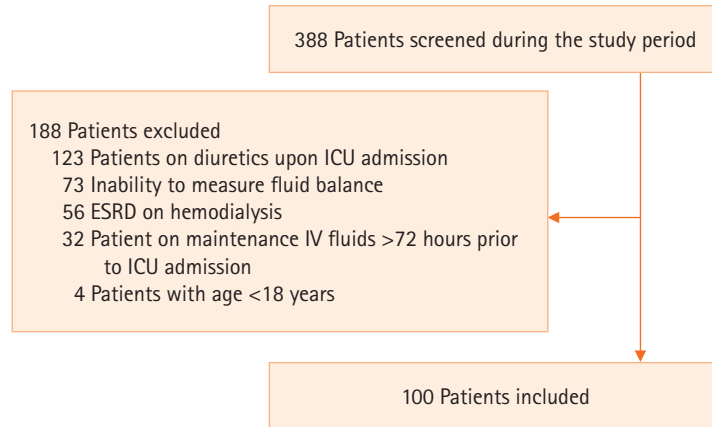 388 Patients screened during the study period
188 Patients excluded
123 Patients on diuretics upon ICU admission
73 Inability to measure fluid balance
56 ESRD on hemodialysis
32 Patient on maintenance IV fluids >72 hours prior
to ICU admission
4 Patients with age <18 years
100 Patients included